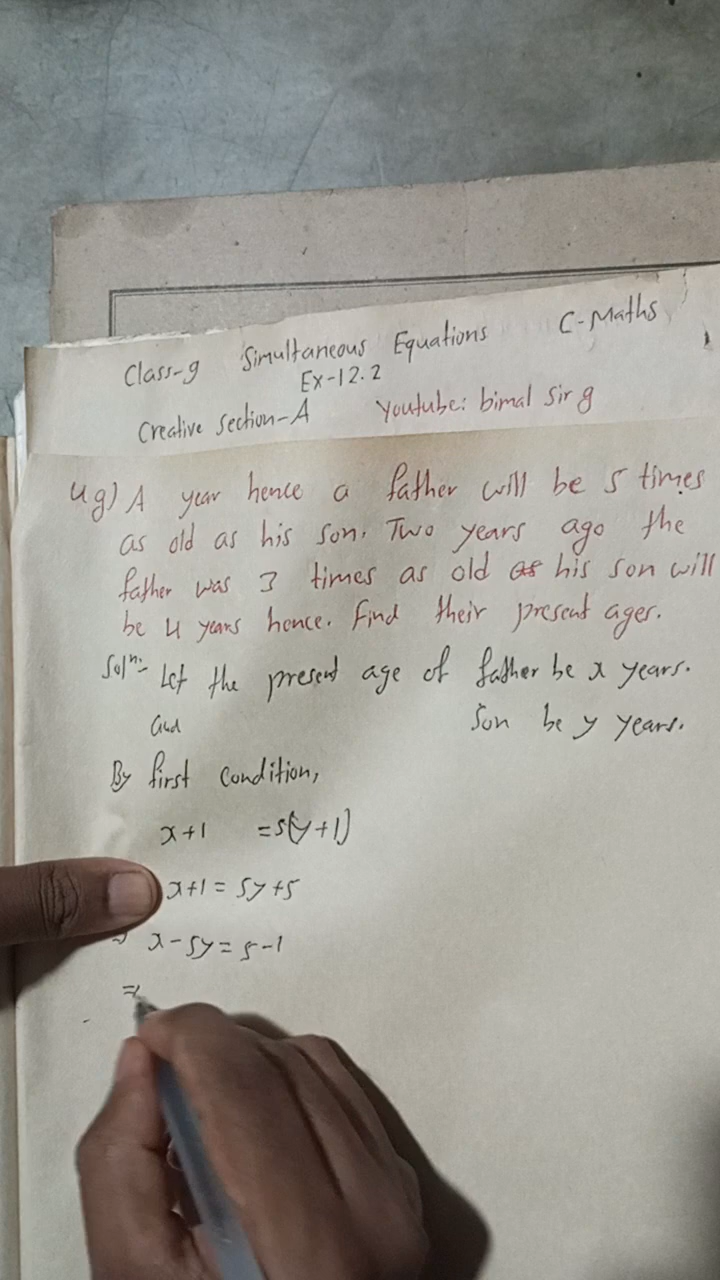 Class-9 Simultaneous Equations C-Maths
Ex-12.2
Creative Section-A Youtube: bimal Sir 9
4g) A year hence a father will be 5 times
as old as his son. Two years ago the
father was 3 times as old as his son will
be 4 years hence. Find their present ages.
Solⁿ:- Let the present age of father be x years.
and Son be y years.
By first condition,
x+1 = 5(y+1)
x+1 = 5y+5
⇒ x-5y = 5-1
=